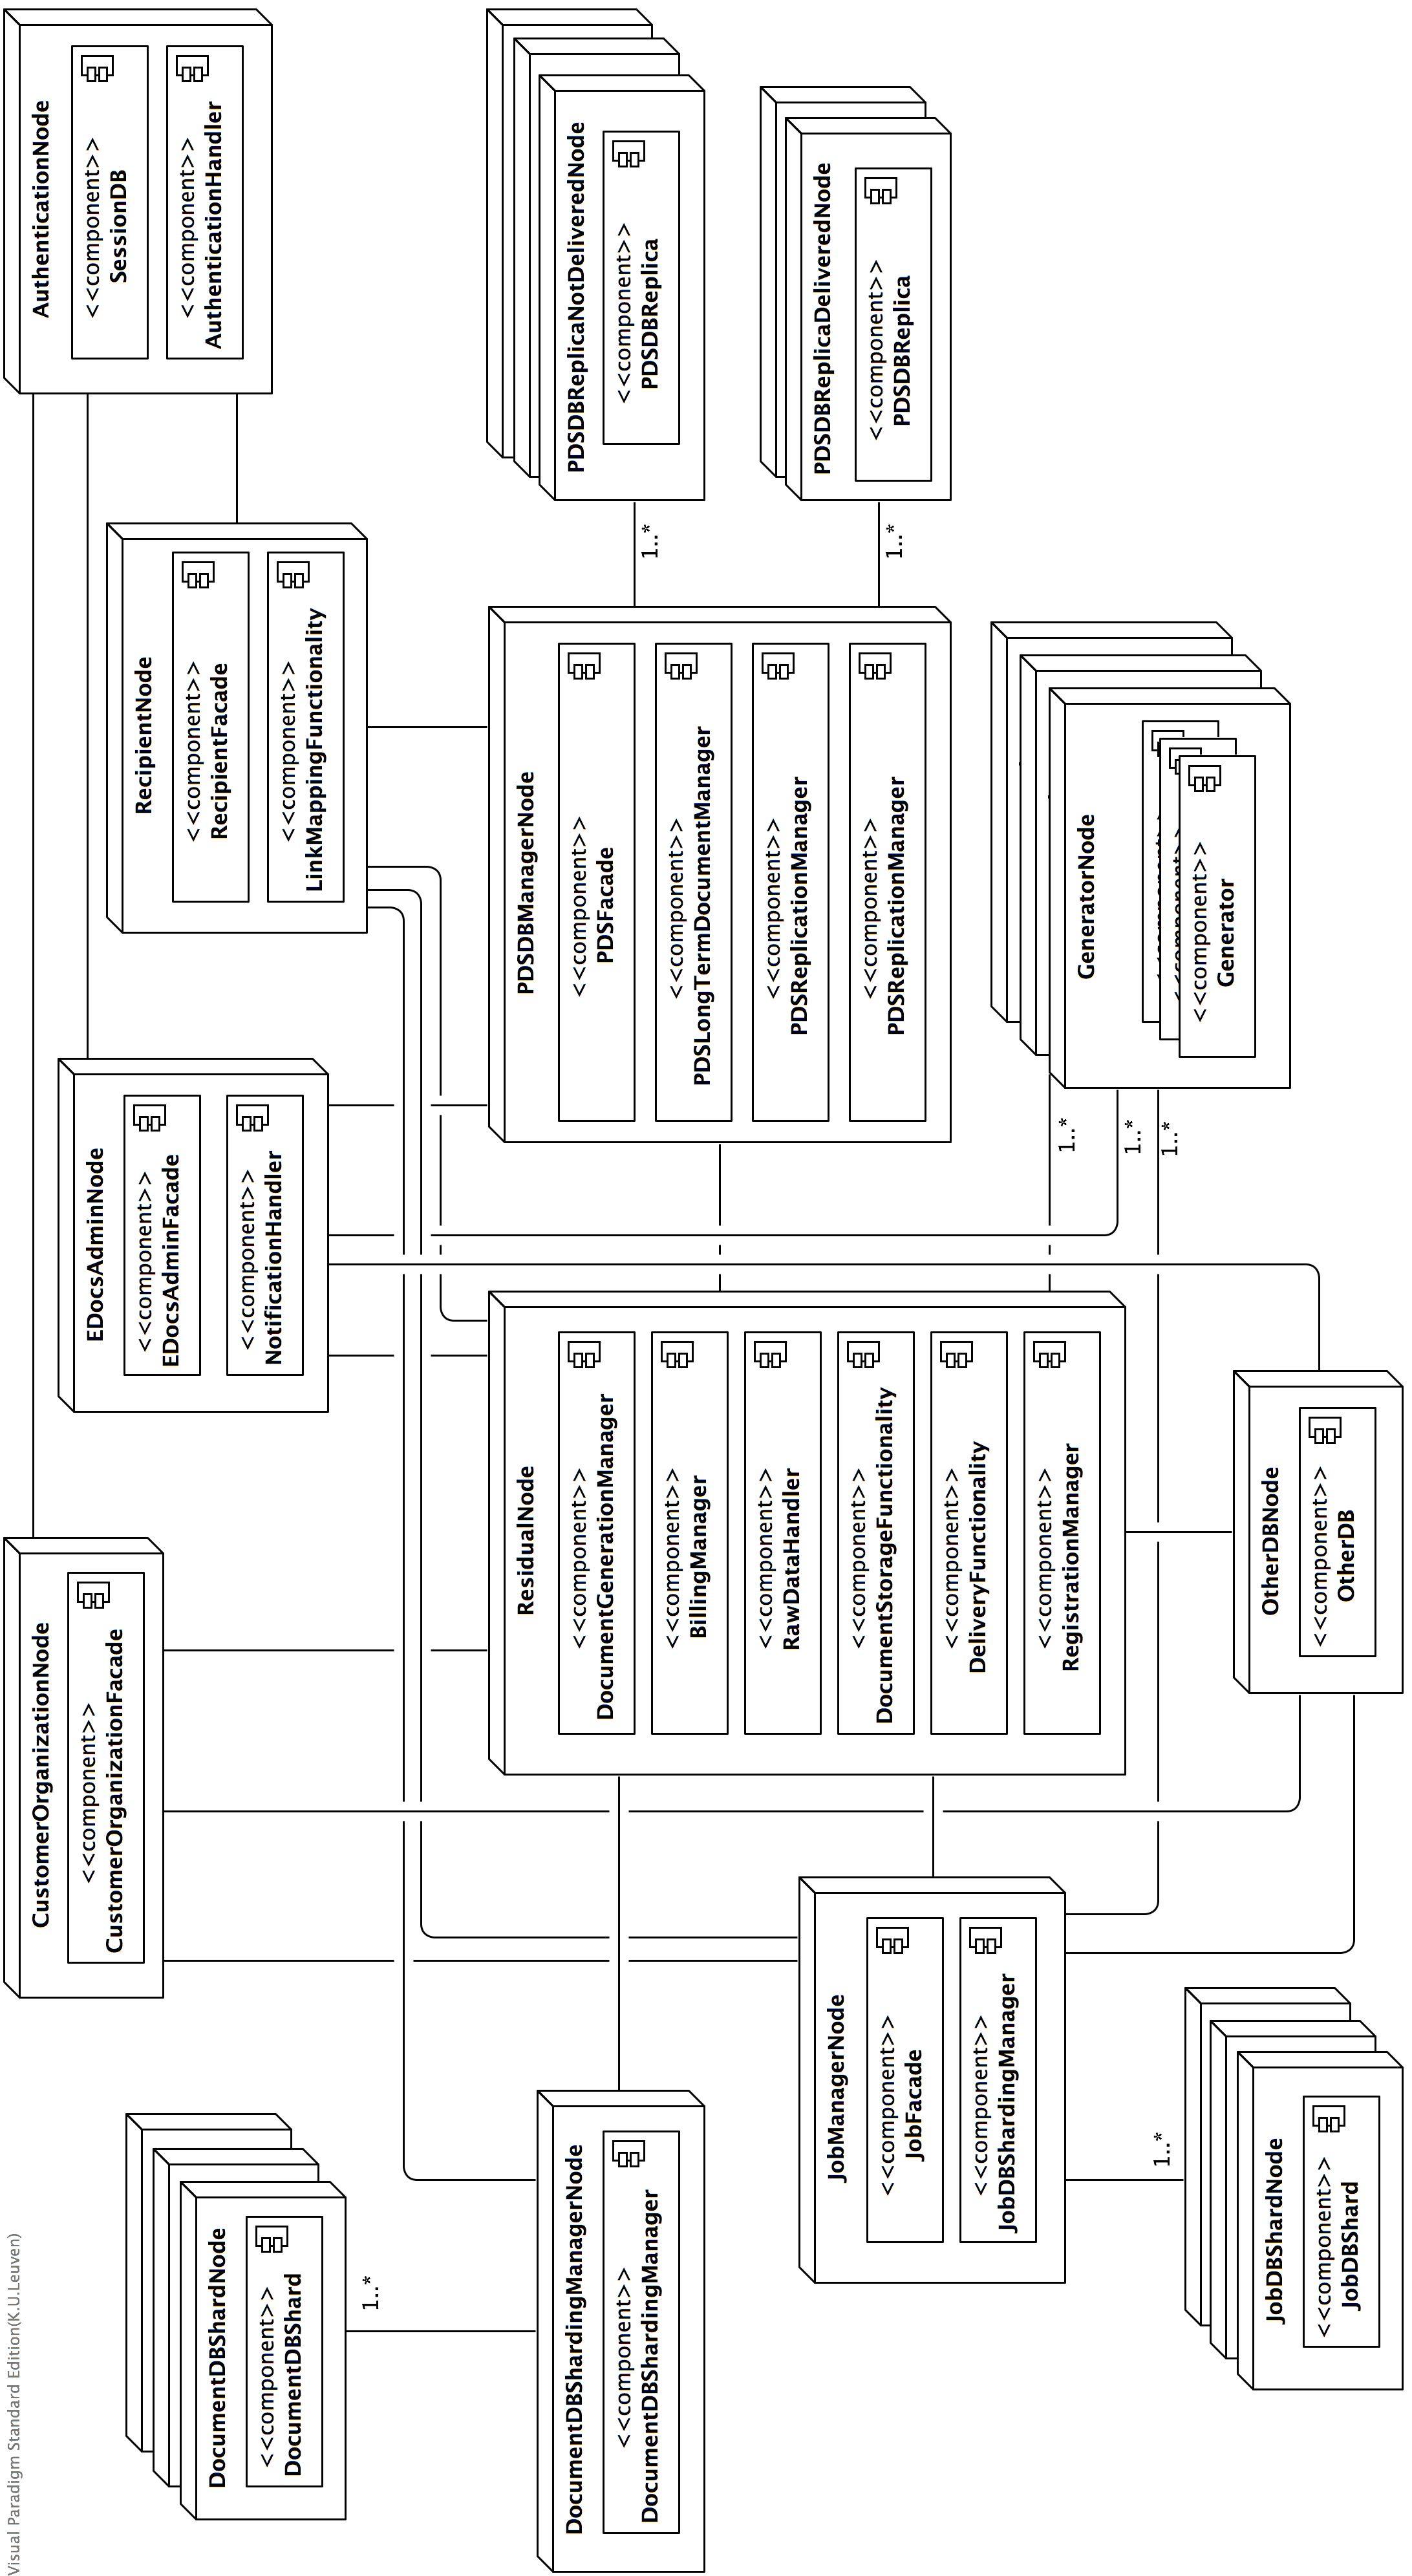 Visual Paradigm Standard Edition(K.U.Leuven)
CustomerOrganizationNode
<<component>>
CustomerOrganizationFacade
AuthenticationNode
<<component>>
SessionDB
<<component>>
AuthenticationHandler
EDocsAdminNode
<<component>>
EDocsAdminFacade
<<component>>
NotificationHandler
RecipientNode
<<component>>
RecipientFacade
<<component>>
LinkMappingFunctionality
DocumentDBShardNode
<<component>>
DocumentDBShard
1..*
DocumentDBShardingManagerNode
<<component>>
DocumentDBShardingManager
ResidualNode
<<component>>
DocumentGenerationManager
<<component>>
BillingManager
<<component>>
RawDataHandler
<<component>>
DocumentStorageFunctionality
<<component>>
DeliveryFunctionality
<<component>>
RegistrationManager
PDSDBManagerNode
<<component>>
PDSFacade
<<component>>
PDSLongTermDocumentManager
<<component>>
PDSReplicationManager
<<component>>
PDSReplicationManager
PDSDBReplicaNotDeliveredNode
<<component>>
PDSDBReplica
1..*
PDSDBReplicaDeliveredNode
<<component>>
PDSDBReplica
1..*
JobManagerNode
<<component>>
JobFacade
<<component>>
JobDBShardingManager
1..*
1..*
1..*
GeneratorNode
<<component>>
Generator
1..*
JobDBShardNode
<<component>>
JobDBShard
OtherDBNode
<<component>>
OtherDB